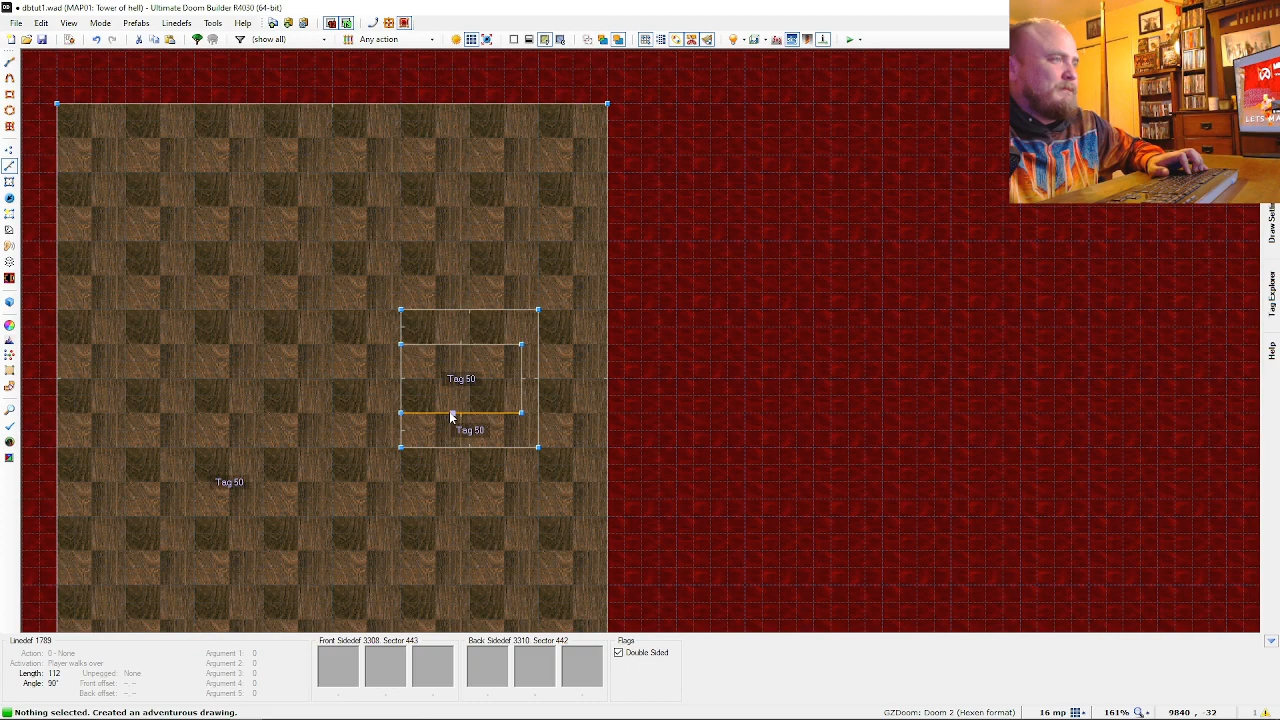 dbtut1.wad (MAP01: Tower of hell) - Ultimate Doom Builder R4030 (64-bit)
File Edit View Mode Prefabs Linedefs Tools Help
(show all) Any action
LETS MA
Draw Setti
Tag Explorer
Help
Tag 50
Tag 50
Tag 50
Linedef 1789
Action: 0 - None
Activation: Player walks over
Length: 112 Unpegged: None
Angle: 90° Front offset: -- --
Back offset: -- --
Argument 1: 0
Argument 2: 0
Argument 3: 0
Argument 4: 0
Argument 5: 0
Front Sidedef 3308. Sector 443
Back Sidedef 3310. Sector 442
Flags
Double Sided
Nothing selected. Created an adventurous drawing.
GZDoom: Doom 2 (Hexen format) 16 mp 161% 9840 , -32 1